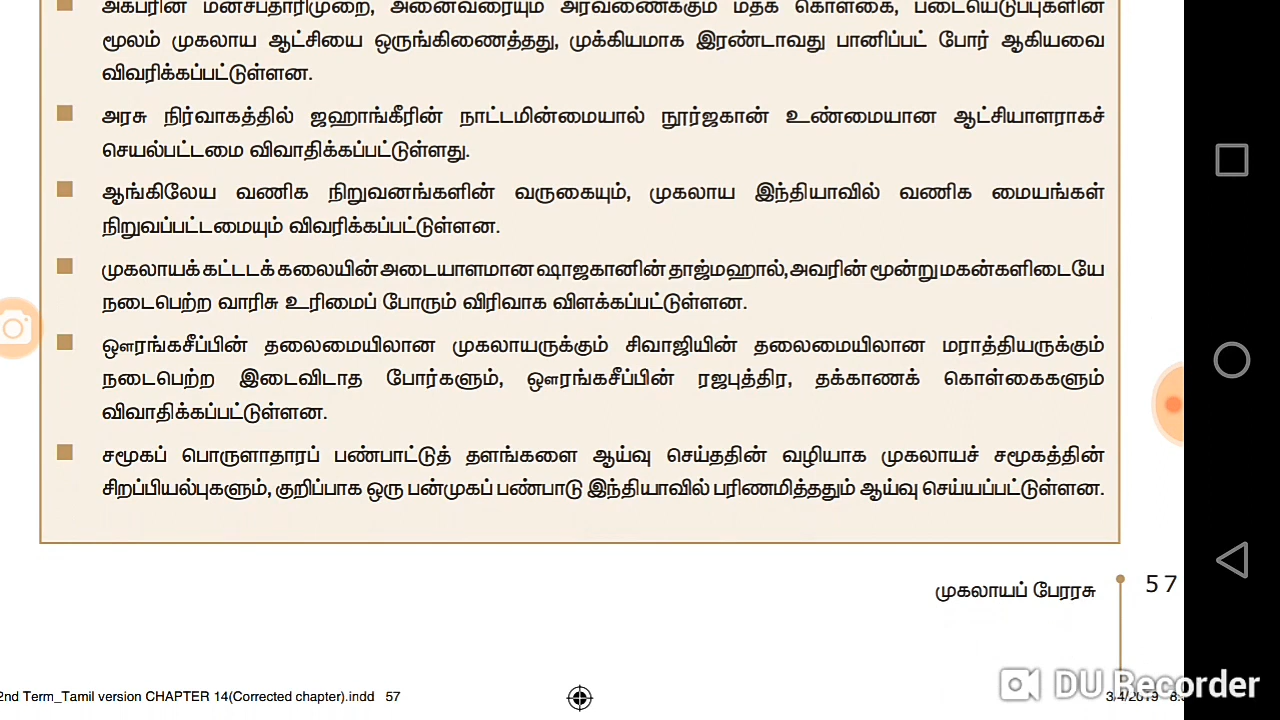 அக்பரின் மன்சப்தாரிமுறை, அனைவரையும் அரவணைக்கும் மதக் கொள்கை, படையெடுப்புகளின்
மூலம் முகலாய ஆட்சியை ஒருங்கிணைத்தது, முக்கியமாக இரண்டாவது பானிப்பட் போர் ஆகியவை
விவரிக்கப்பட்டுள்ளன.
அரசு நிர்வாகத்தில் ஜஹாங்கீரின் நாட்டமின்மையால் நூர்ஜகான் உண்மையான ஆட்சியாளராகச்
செயல்பட்டமை விவாதிக்கப்பட்டுள்ளது.
ஆங்கிலேய வணிக நிறுவனங்களின் வருகையும், முகலாய இந்தியாவில் வணிக மையங்கள்
நிறுவப்பட்டமையும் விவரிக்கப்பட்டுள்ளன.
முகலாயக் கட்டடக் கலையின் அடையாளமான ஷாஜகானின் தாஜ்மஹால், அவரின் மூன்று மகன்களிடையே
நடைபெற்ற வாரிசு உரிமைப் போரும் விரிவாக விளக்கப்பட்டுள்ளன.
ஔரங்கசீப்பின் தலைமையிலான முகலாயருக்கும் சிவாஜியின் தலைமையிலான மராத்தியருக்கும்
நடைபெற்ற இடைவிடாத போர்களும், ஔரங்கசீப்பின் ரஜபுத்திர, தக்காணக் கொள்கைகளும்
விவாதிக்கப்பட்டுள்ளன.
சமூகப் பொருளாதாரப் பண்பாட்டுத் தளங்களை ஆய்வு செய்ததின் வழியாக முகலாயச் சமூகத்தின்
சிறப்பியல்புகளும், குறிப்பாக ஒரு பன்முகப் பண்பாடு இந்தியாவில் பரிணமித்ததும் ஆய்வு செய்யப்பட்டுள்ளன.
முகலாயப் பேரரசு 57
2nd Term_Tamil version CHAPTER 14(Corrected chapter).indd 57
3/4/2019
DU Recorder